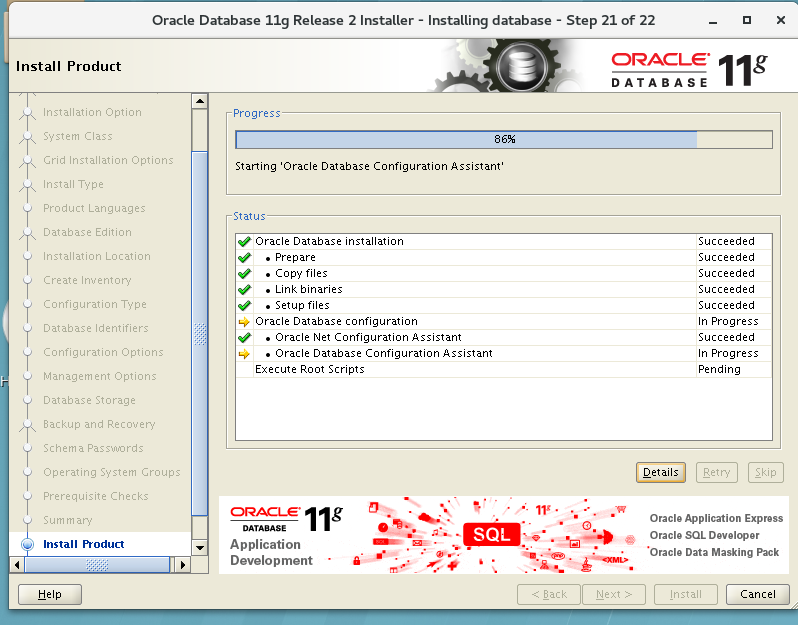 Oracle Database 11g Release 2 Installer - Installing database - Step 21 of 22
Install Product
ORACLE
DATABASE 11g
Installation Option
System Class
Grid Installation Options
Install Type
Product Languages
Database Edition
Installation Location
Create Inventory
Configuration Type
Database Identifiers
Configuration Options
Management Options
Database Storage
Backup and Recovery
Schema Passwords
Operating System Groups
Prerequisite Checks
Summary
Install Product
Progress
86%
Starting 'Oracle Database Configuration Assistant'
Status
Oracle Database installation Succeeded
• Prepare Succeeded
• Copy files Succeeded
• Link binaries Succeeded
• Setup files Succeeded
Oracle Database configuration In Progress
• Oracle Net Configuration Assistant Succeeded
• Oracle Database Configuration Assistant In Progress
Execute Root Scripts Pending
Details Retry Skip
ORACLE
DATABASE 11g
Application
Development
11g
SQL
<XML>
Oracle Application Express
Oracle SQL Developer
Oracle Data Masking Pack
Help < Back Next > Install Cancel
H